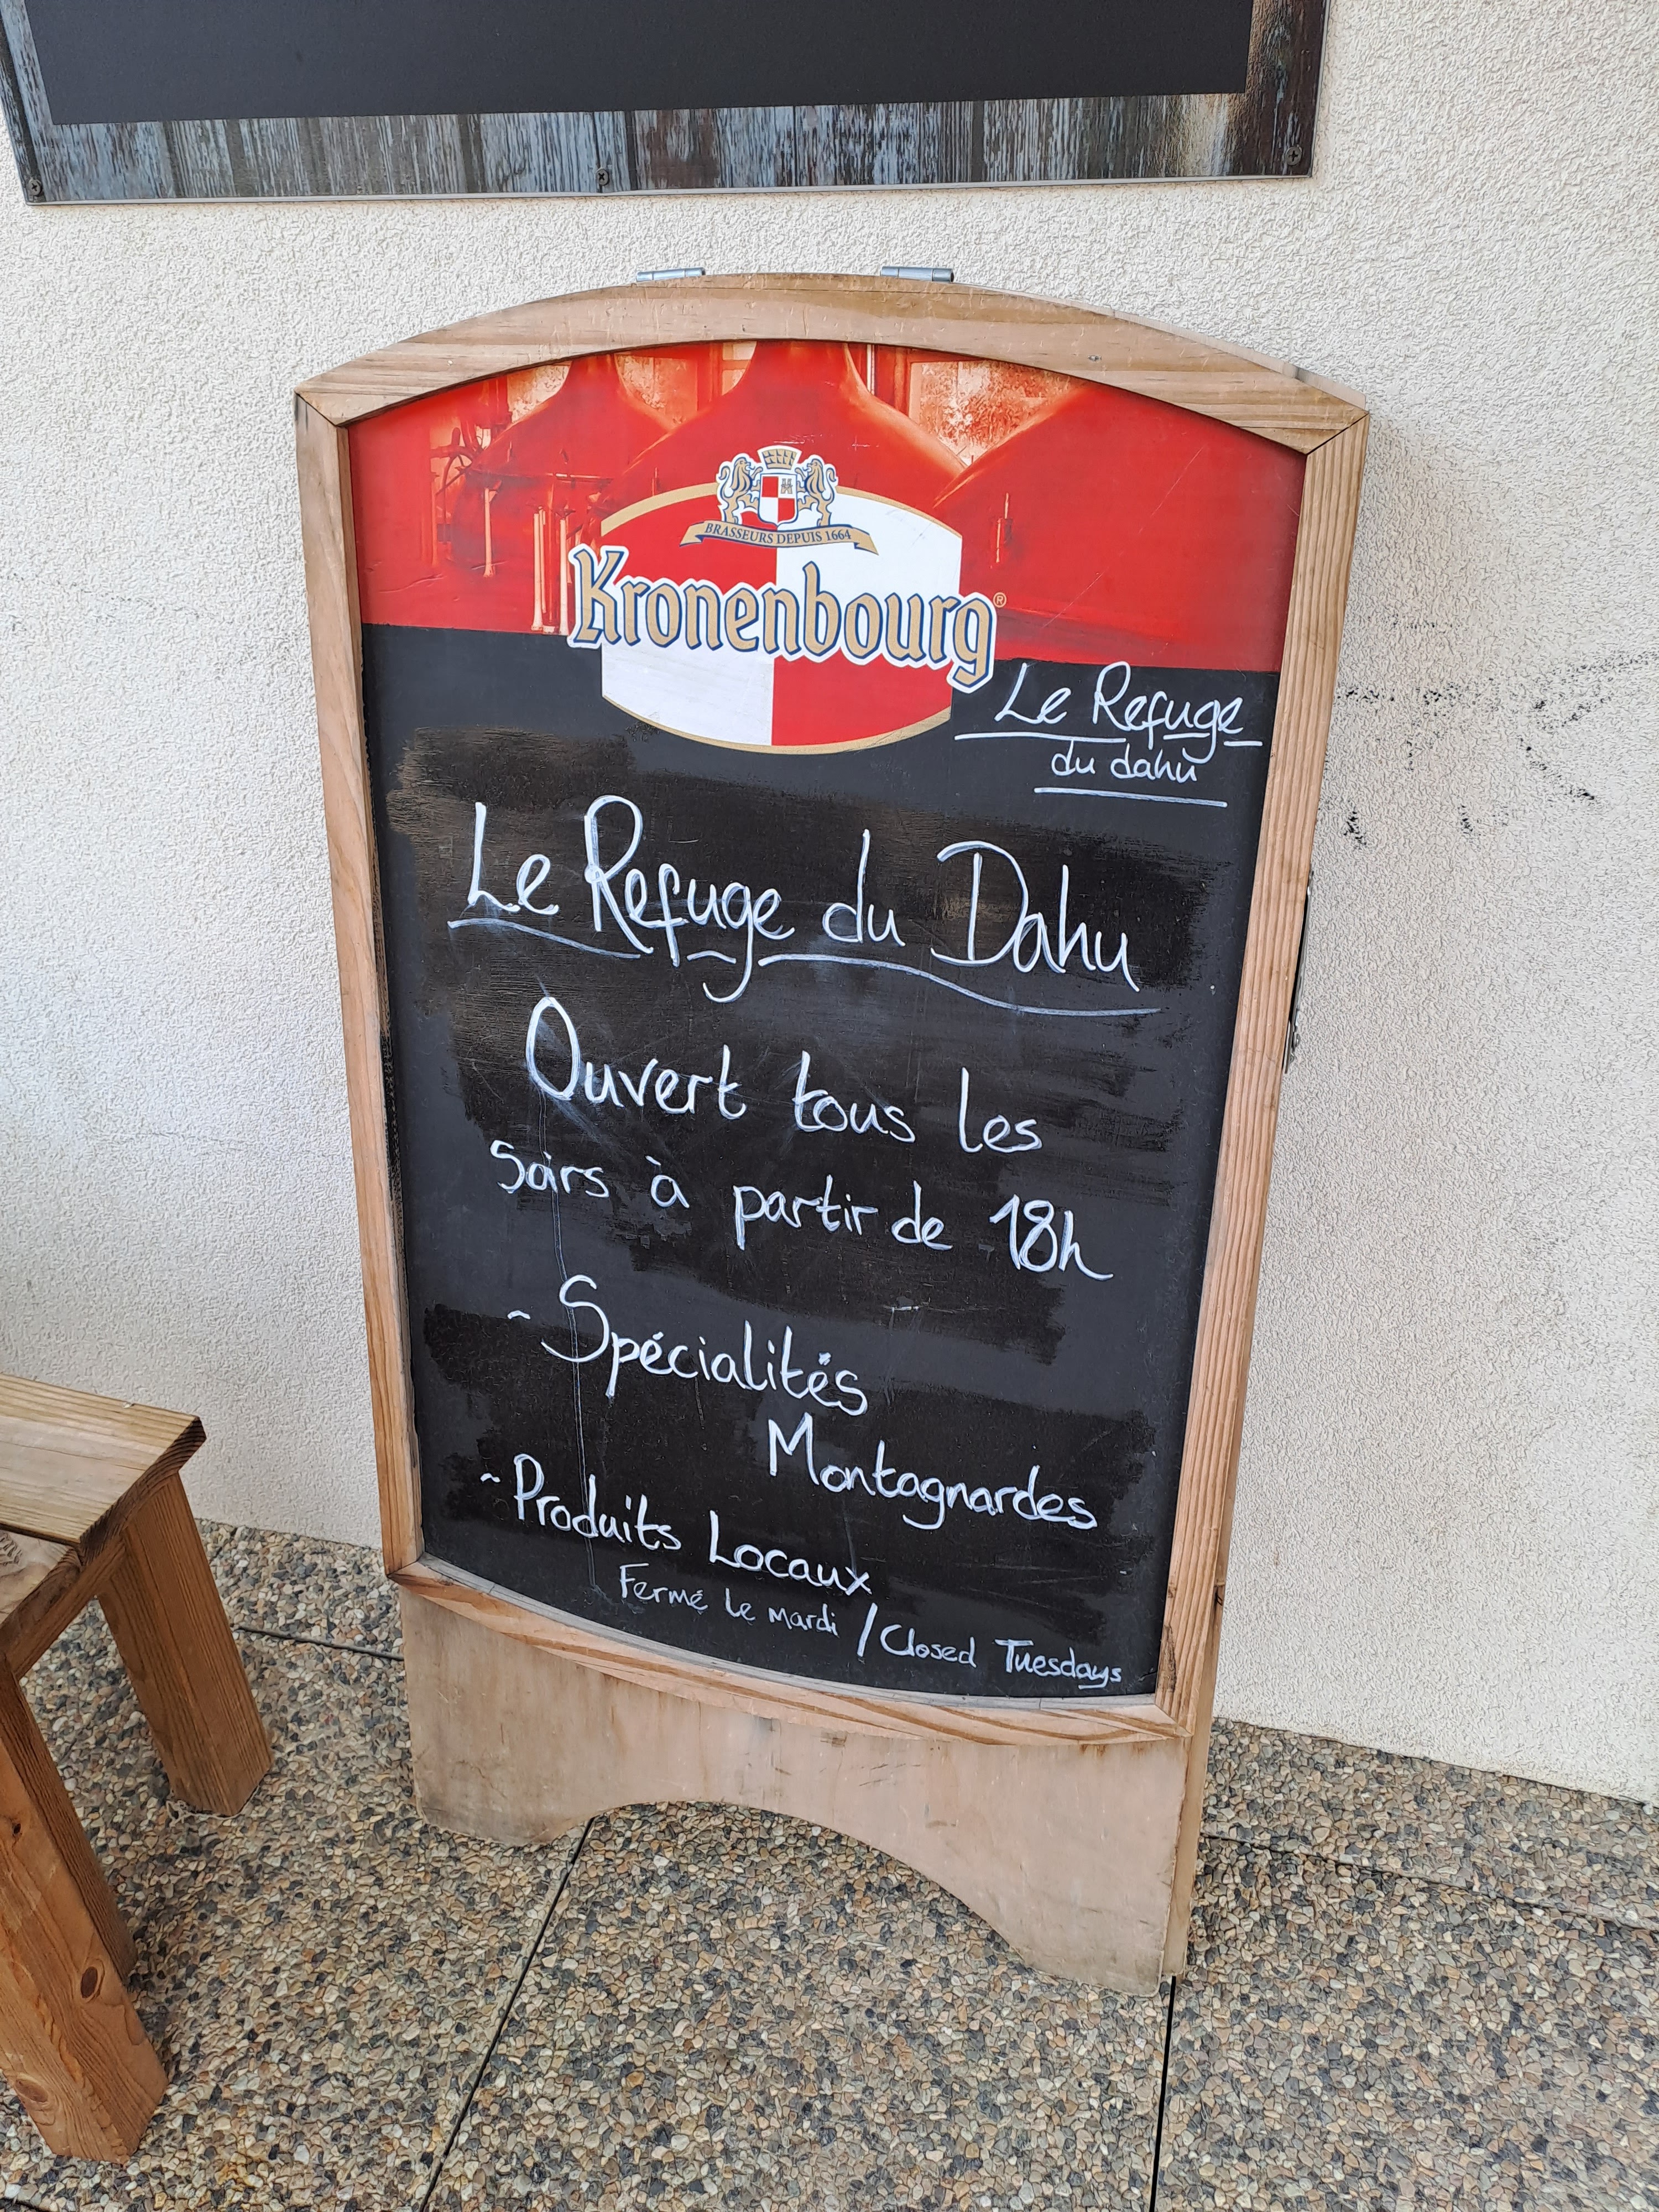 BRASSEURS DEPUIS 1664
Kronenbourg®
Le Refuge
du dahu
Le Refuge du Dahu
Ouvert tous les
soirs à partir de 18h
- Spécialités
Montagnardes
- Produits Locaux
Fermé le mardi / Closed Tuesdays